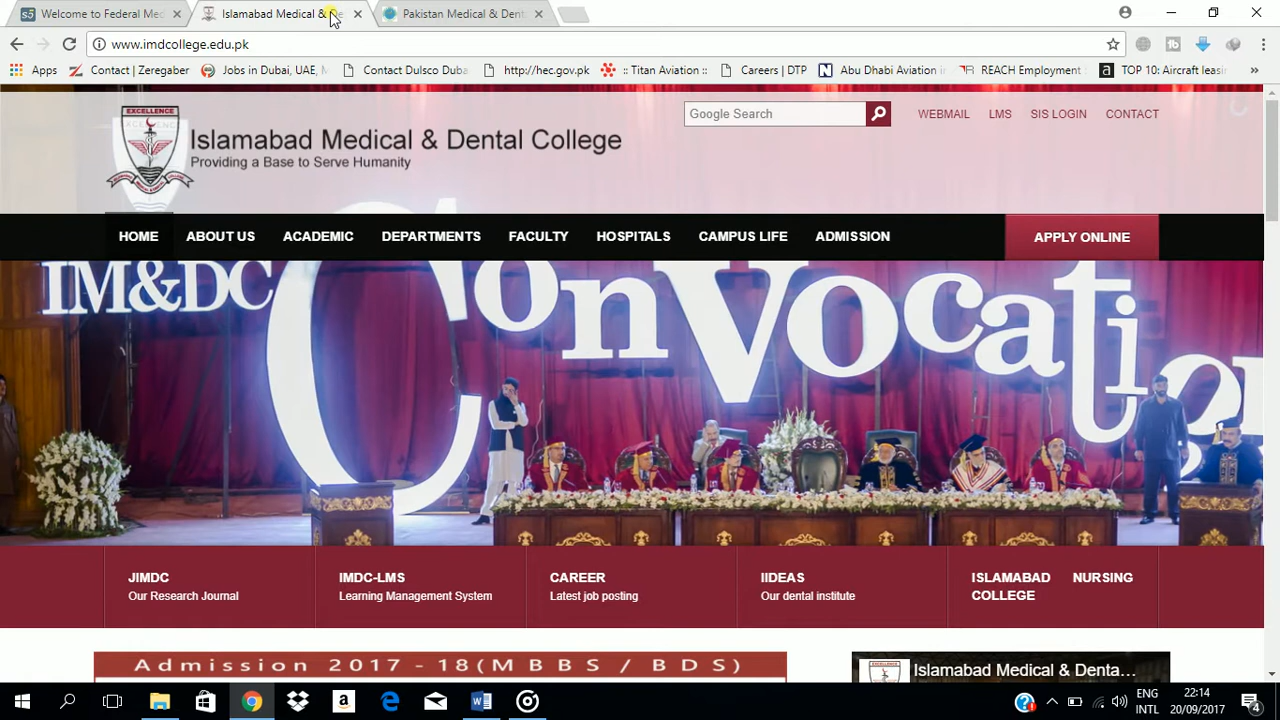 Welcome to Federal Med
Islamabad Medical & De
Pakistan Medical & Dent
www.imdcollege.edu.pk
Apps
Contact | Zeregaber
Jobs in Dubai, UAE, M
Contact Dulsco Duba
http://hec.gov.pk
:: Titan Aviation ::
Careers | DTP
Abu Dhabi Aviation in
REACH Employment S
TOP 10: Aircraft leasin
EXCELLENCE
Islamabad Medical & Dental College
Providing a Base to Serve Humanity
Google Search
WEBMAIL
LMS
SIS LOGIN
CONTACT
HOME
ABOUT US
ACADEMIC
DEPARTMENTS
FACULTY
HOSPITALS
CAMPUS LIFE
ADMISSION
APPLY ONLINE
IM&DC
Convocation
JIMDC
Our Research Journal
IMDC-LMS
Learning Management System
CAREER
Latest job posting
IIDEAS
Our dental institute
ISLAMABAD NURSING
COLLEGE
Admission 2017 - 18(MBBS / BDS)
Islamabad Medical & Denta...
ENG
INTL
22:14
20/09/2017
4